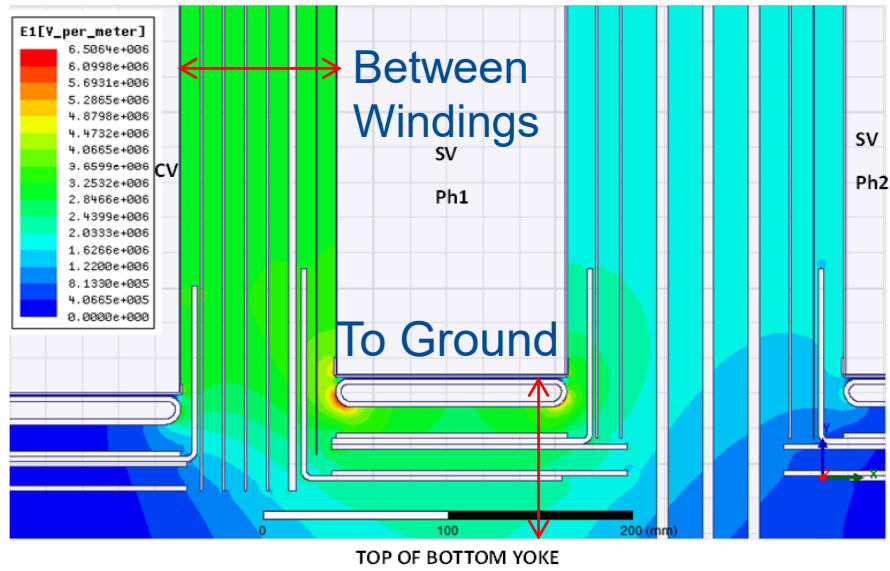 E1[V_per_meter]
6.5064e+006
6.0998e+006
5.6931e+006
5.2865e+006
4.8798e+006
4.4732e+006
4.0665e+006
3.6599e+006
3.2532e+006
2.8466e+006
2.4399e+006
2.0333e+006
1.6266e+006
1.2200e+006
8.1330e+005
4.0665e+005
0.0000e+000
Between
Windings
CV
SV
Ph1
SV
Ph2
To Ground
Y
X
0 100 200 (mm)
TOP OF BOTTOM YOKE